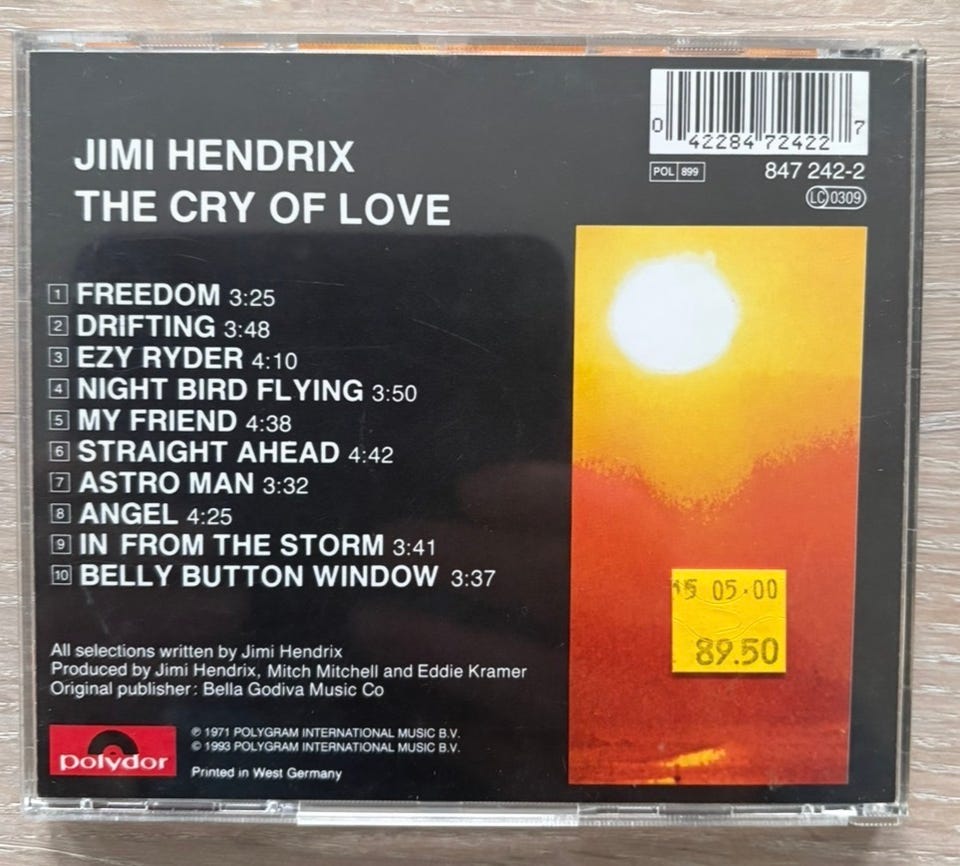 JIMI HENDRIX
THE CRY OF LOVE
0 42284 72422 7
POL 899
847 242-2
LC 0309
1 FREEDOM 3:25
2 DRIFTING 3:48
3 EZY RYDER 4:10
4 NIGHT BIRD FLYING 3:50
5 MY FRIEND 4:38
6 STRAIGHT AHEAD 4:42
7 ASTRO MAN 3:32
8 ANGEL 4:25
9 IN FROM THE STORM 3:41
10 BELLY BUTTON WINDOW 3:37
15 05.00
89.50
All selections written by Jimi Hendrix
Produced by Jimi Hendrix, Mitch Mitchell and Eddie Kramer
Original publisher: Bella Godiva Music Co
polydor
℗ 1971 POLYGRAM INTERNATIONAL MUSIC B.V.
© 1993 POLYGRAM INTERNATIONAL MUSIC B.V.
Printed in West Germany